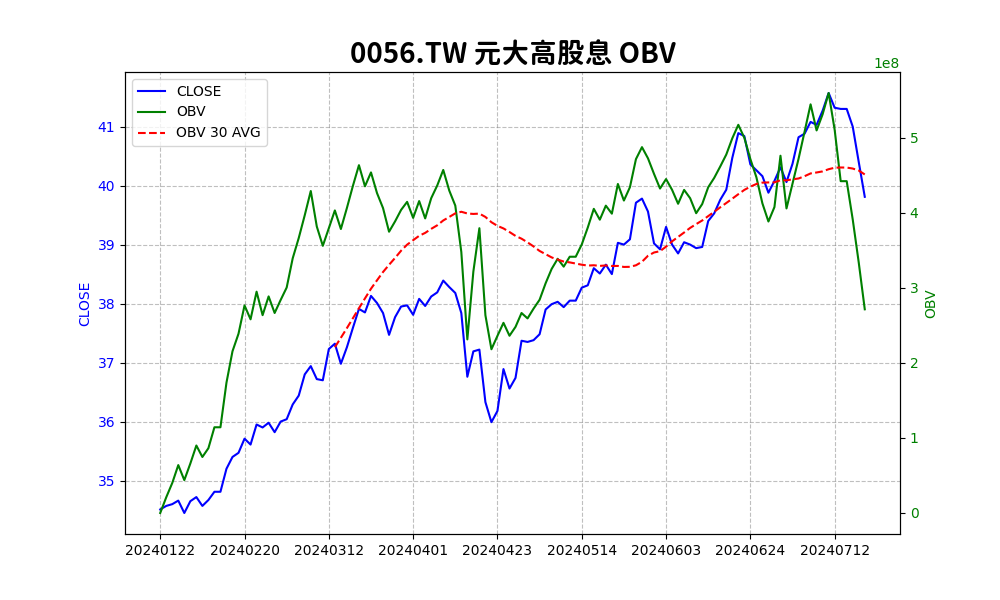 0056.TW 元大高股息 OBV
1e8
CLOSE
OBV
OBV 30 AVG
41
40
39
38
37
36
35
CLOSE
5
4
3
2
1
0
OBV
20240122 20240220 20240312 20240401 20240423 20240514 20240603 20240624 20240712